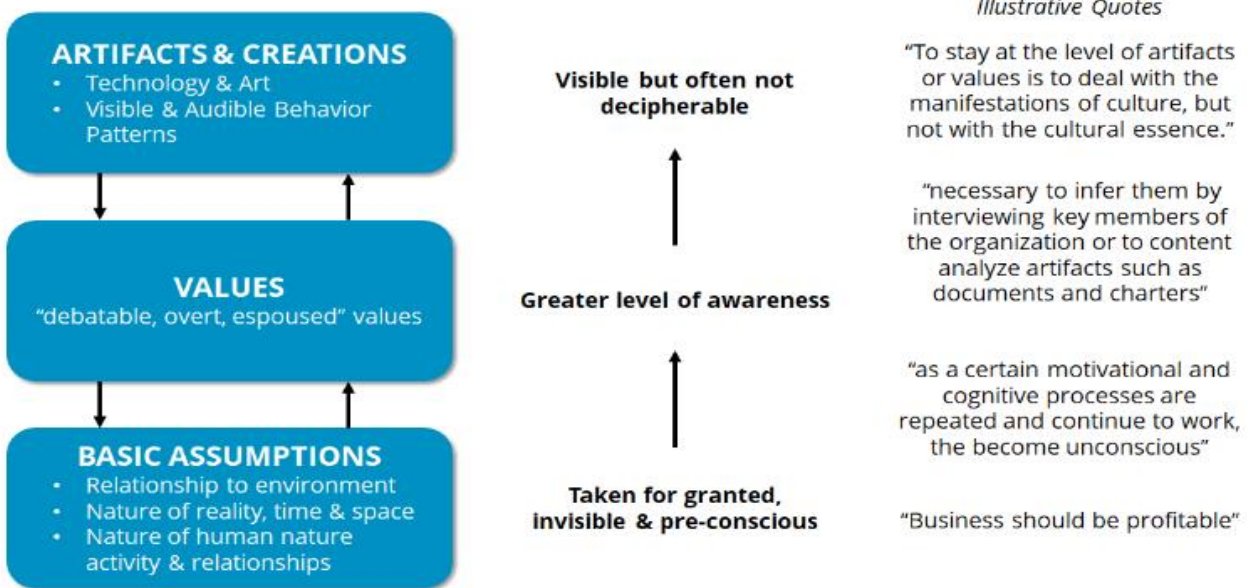 ARTIFACTS & CREATIONS
• Technology & Art
• Visible & Audible Behavior
Patterns
VALUES
“debatable, overt, espoused” values
BASIC ASSUMPTIONS
• Relationship to environment
• Nature of reality, time & space
• Nature of human nature
activity & relationships
Visible but often not
decipherable
Greater level of awareness
Taken for granted,
invisible & pre-conscious
Illustrative Quotes
“To stay at the level of artifacts
or values is to deal with the
manifestations of culture, but
not with the cultural essence.”
“necessary to infer them by
interviewing key members of
the organization or to content
analyze artifacts such as
documents and charters”
“as a certain motivational and
cognitive processes are
repeated and continue to work,
the become unconscious”
“Business should be profitable”